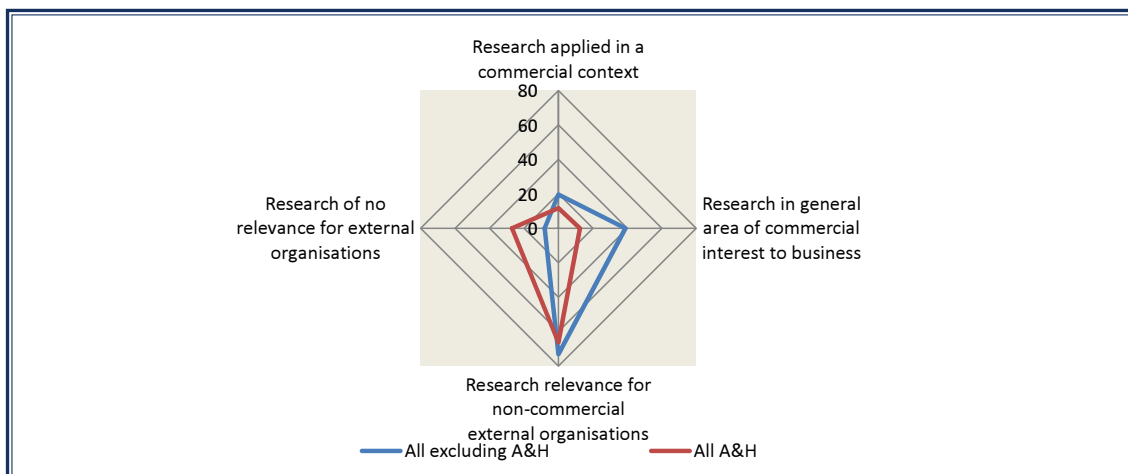 Research applied in a
commercial context
80
60
40
20
0
Research of no
relevance for external
organisations
Research in general
area of commercial
interest to business
Research relevance for
non-commercial
external organisations
All excluding A&H
All A&H